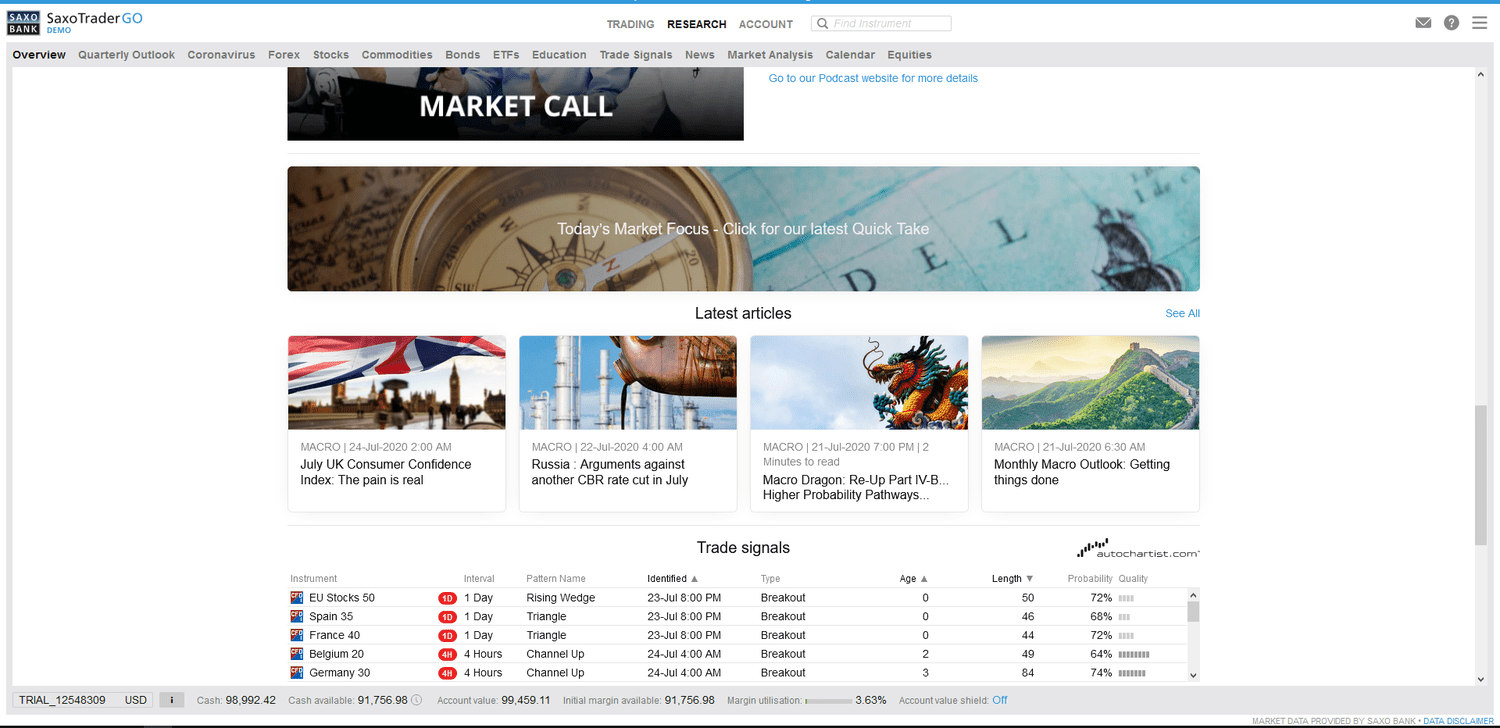 SAXO BANK
SaxoTraderGO
DEMO
TRADING RESEARCH ACCOUNT Find Instrument
Overview Quarterly Outlook Coronavirus Forex Stocks Commodities Bonds ETFs Education Trade Signals News Market Analysis Calendar Equities
MARKET CALL
Go to our Podcast website for more details
Today's Market Focus - Click for our latest Quick Take
Latest articles
See All
MACRO | 24-Jul-2020 2:00 AM
July UK Consumer Confidence
Index: The pain is real
MACRO | 22-Jul-2020 4:00 AM
Russia : Arguments against
another CBR rate cut in July
MACRO | 21-Jul-2020 7:00 PM | 2
Minutes to read
Macro Dragon: Re-Up Part IV-B...
Higher Probability Pathways...
MACRO | 21-Jul-2020 6:30 AM
Monthly Macro Outlook: Getting
things done
Trade signals
autochartist.com
Instrument Interval Pattern Name Identified ▲ Type Age ▲ Length ▼ Probability Quality
CFD EU Stocks 50 1D 1 Day Rising Wedge 23-Jul 8:00 PM Breakout 0 50 72%
CFD Spain 35 1D 1 Day Triangle 23-Jul 8:00 PM Breakout 0 46 68%
CFD France 40 1D 1 Day Triangle 23-Jul 8:00 PM Breakout 0 44 72%
CFD Belgium 20 4H 4 Hours Channel Up 24-Jul 4:00 AM Breakout 2 49 64%
CFD Germany 30 4H 4 Hours Channel Up 24-Jul 4:00 AM Breakout 3 84 74%
TRIAL_12548309 USD i Cash: 98,992.42 Cash available: 91,756.98 Account value: 99,459.11 Initial margin available: 91,756.98 Margin utilisation: 3.63% Account value shield: Off
MARKET DATA PROVIDED BY SAXO BANK • DATA DISCLAIMER